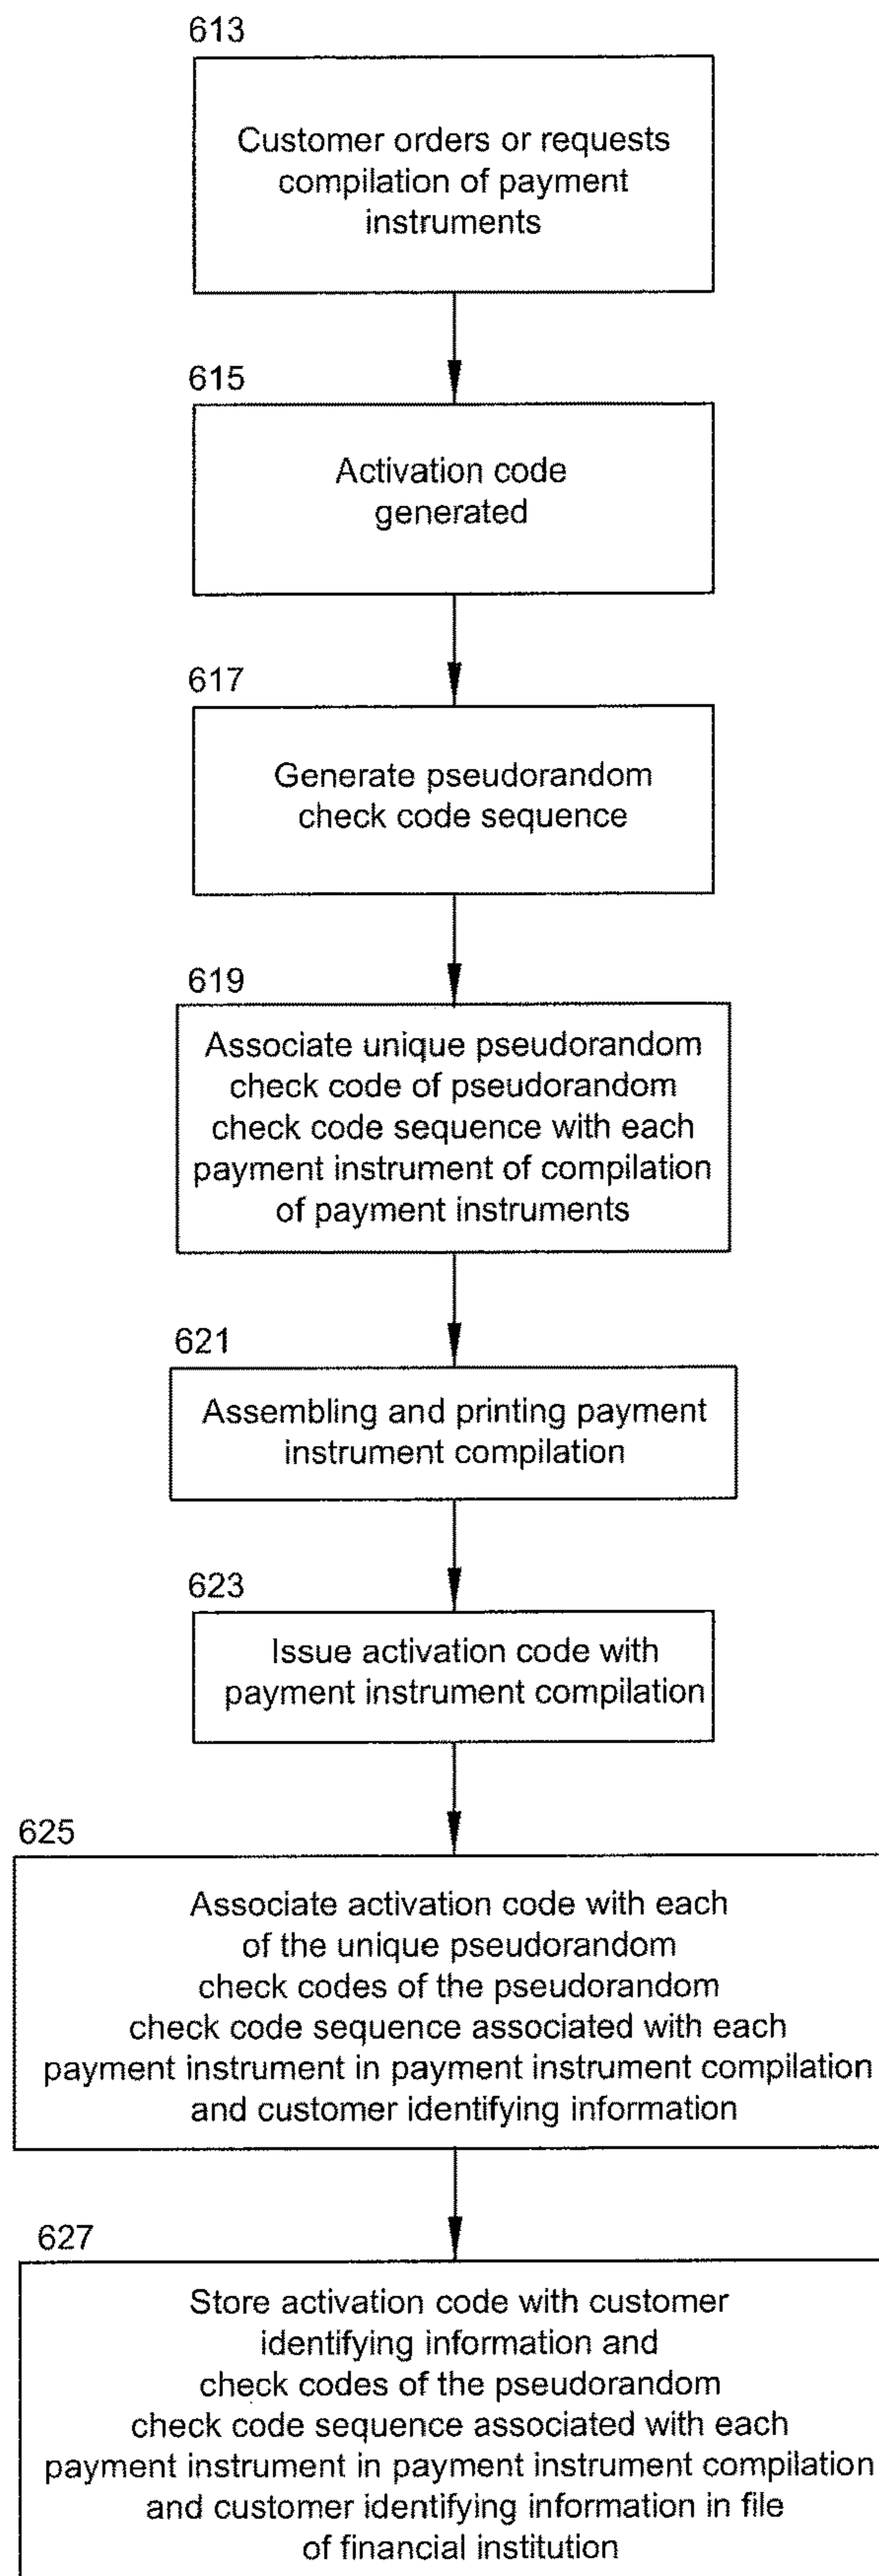 613
Customer orders or requests
compilation of payment
instruments
615
Activation code
generated
617
Generate pseudorandom
check code sequence
619
Associate unique pseudorandom
check code of pseudorandom
check code sequence with each
payment instrument of compilation
of payment instruments
621
Assembling and printing payment
instrument compilation
623
Issue activation code with
payment instrument compilation
625
Associate activation code with each
of the unique pseudorandom
check codes of the pseudorandom
check code sequence associated with each
payment instrument in payment instrument compilation
and customer identifying information
627
Store activation code with customer
identifying information and
check codes of the pseudorandom
check code sequence associated with each
payment instrument in payment instrument compilation
and customer identifying information in file
of financial institution